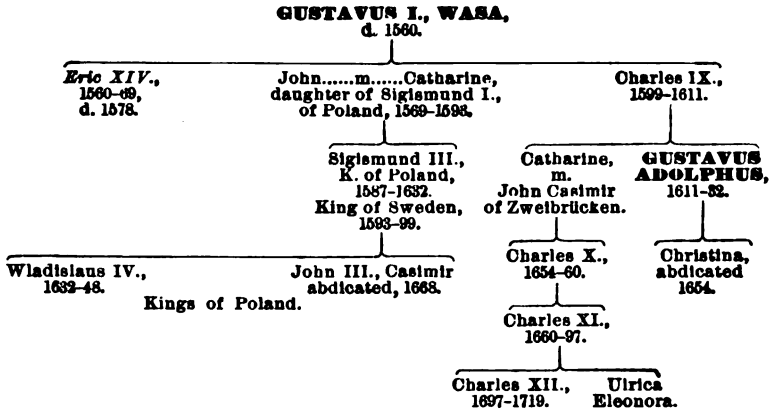 GUSTAVUS I., WASA,
d. 1560.
Eric XIV.,
1560-69,
d. 1578.
John......m......Catharine,
daughter of Sigismund I.,
of Poland, 1569-1593.
Charles IX.,
1599-1611.
Sigismund III.,
K. of Poland,
1587-1632.
King of Sweden,
1593-99.
Catharine,
m.
John Casimir
of Zweibrücken.
GUSTAVUS
ADOLPHUS,
1611-32.
Wladislaus IV.,
1632-48.
John III., Casimir
abdicated, 1668.
Kings of Poland.
Charles X.,
1654-60.
Christina,
abdicated
1654.
Charles XI.,
1660-97.
Charles XII.,
1697-1719.
Ulrica
Eleonora.